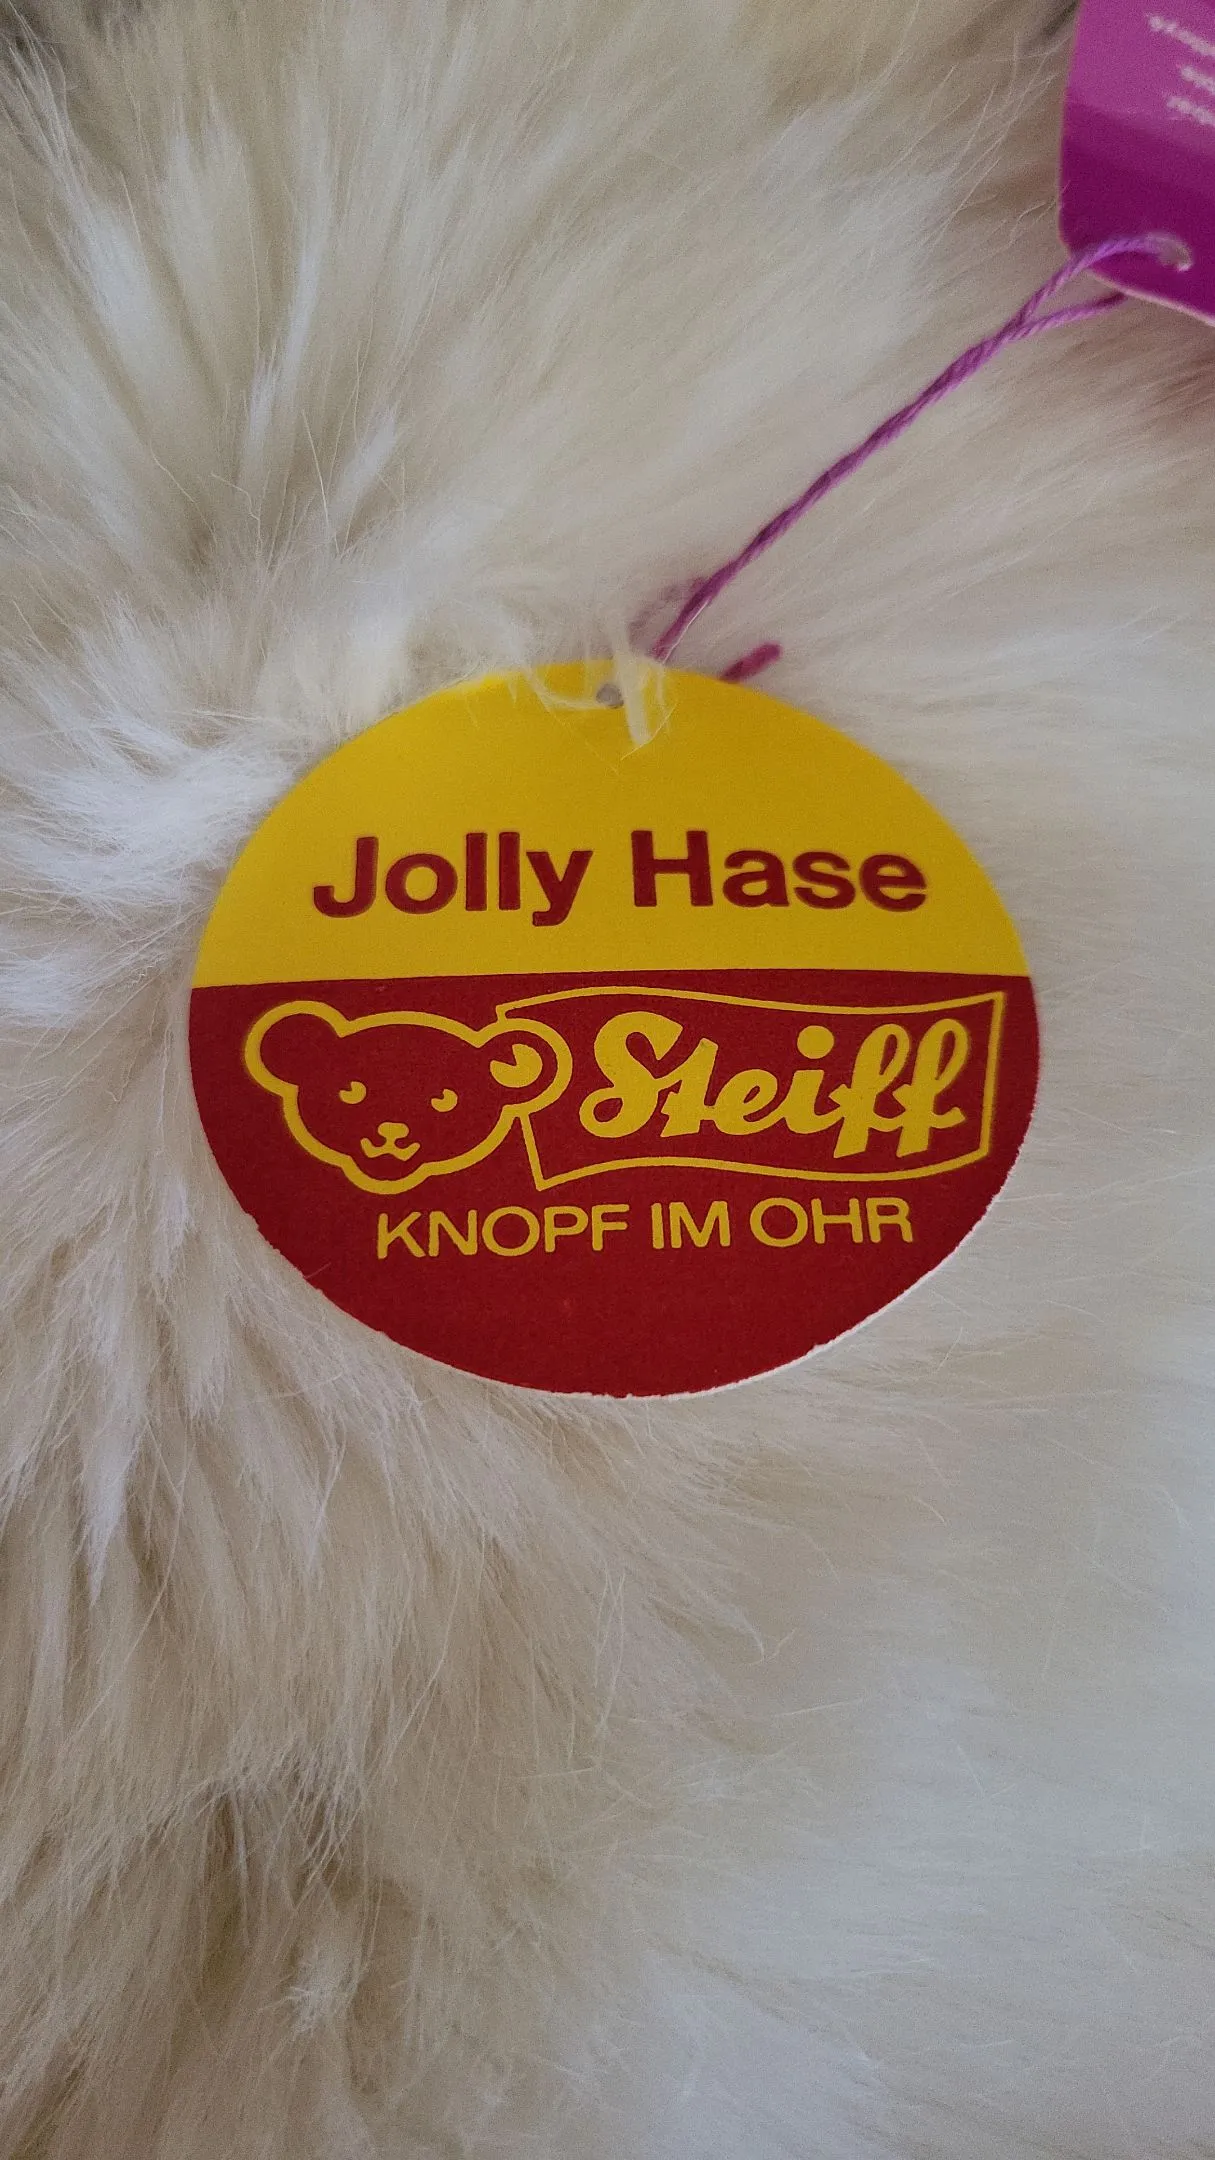 Jolly Hase
Steiff
KNOPF IM OHR